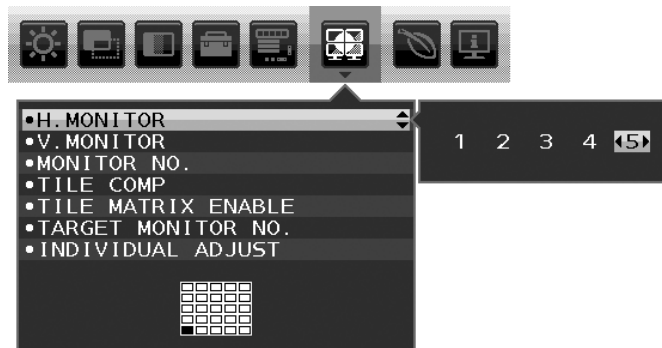 •H.MONITOR
•V.MONITOR
•MONITOR NO.
•TILE COMP
•TILE MATRIX ENABLE
•TARGET MONITOR NO.
•INDIVIDUAL ADJUST
1 2 3 4 5